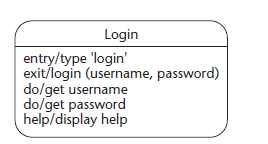 Login
entry/type 'login'
exit/login (username, password)
do/get username
do/get password
help/display help